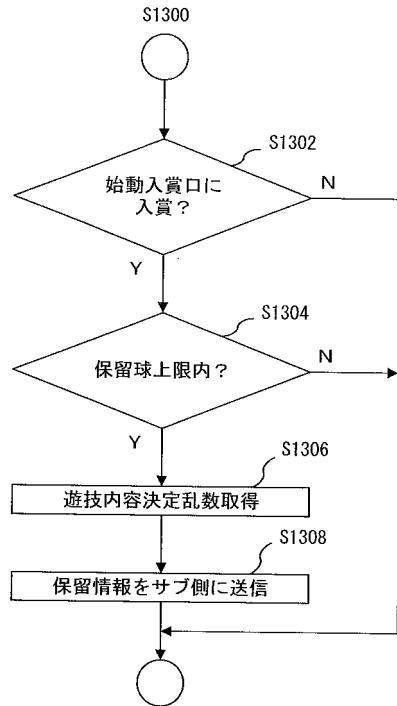 S1300
S1302
始動入賞口に
入賞？
N
Y
S1304
保留球上限内？
N
Y
S1306
遊技内容決定乱数取得
S1308
保留情報をサブ側に送信